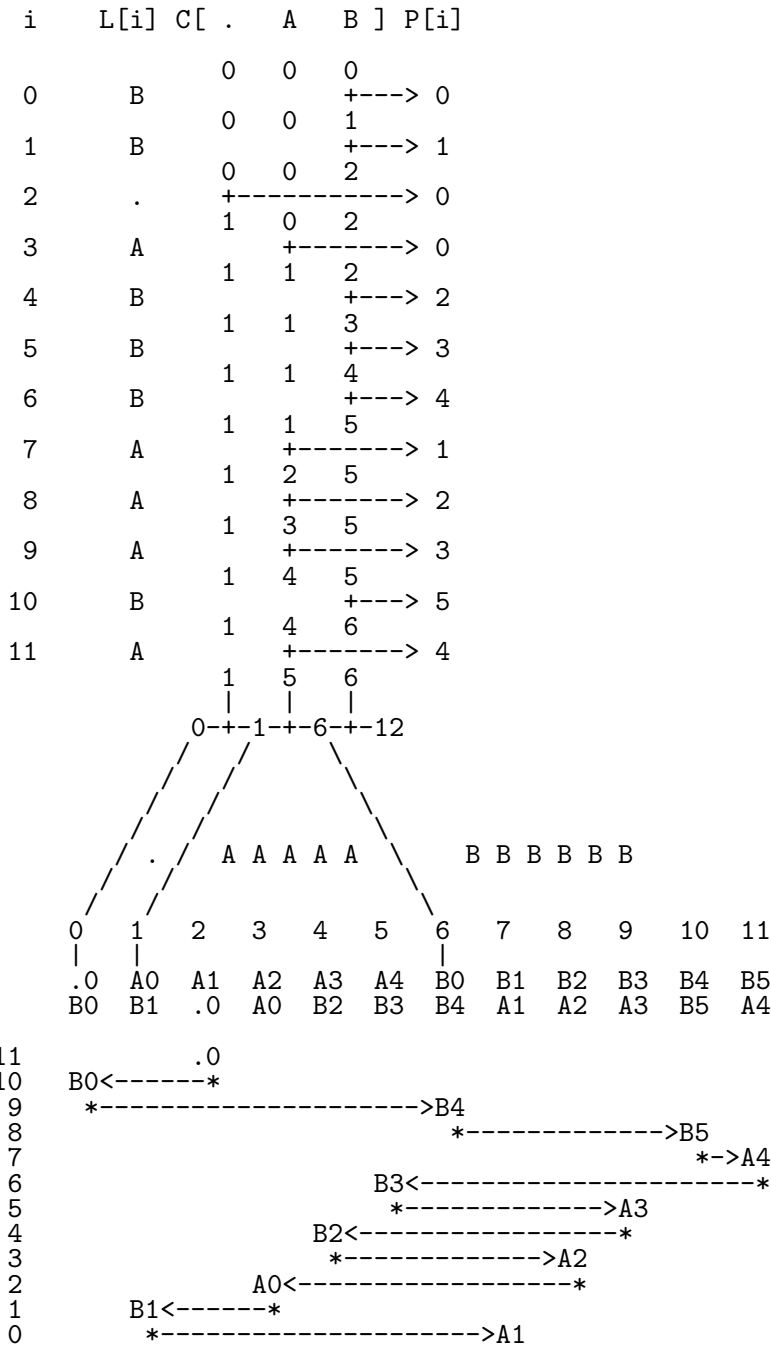 i L[i] C[ . A B ] P[i]
0 0 0
0 B +---> 0
0 0 1
1 B +---> 1
0 0 2
2 . +------------> 0
1 0 2
3 A +-------> 0
1 1 2
4 B +---> 2
1 1 3
5 B +---> 3
1 1 4
6 B +---> 4
1 1 5
7 A +-------> 1
1 2 5
8 A +-------> 2
1 3 5
9 A +-------> 3
1 4 5
10 B +---> 5
1 4 6
11 A +-------> 4
1 5 6
| | |
0-+-1-+-6-+-12
. A A A A A B B B B B B
0 1 2 3 4 5 6 7 8 9 10 11
| | |
.0 A0 A1 A2 A3 A4 B0 B1 B2 B3 B4 B5
B0 B1 .0 A0 B2 B3 B4 A1 A2 A3 B5 A4
11 .0
10 B0<------*
9 *--------------------->B4
8 *------------->B5
7 *->A4
6 B3<----------------------*
5 *------------->A3
4 B2<-----------------*
3 *------------->A2
2 A0<------------------*
1 B1<------*
0 *--------------------->A1